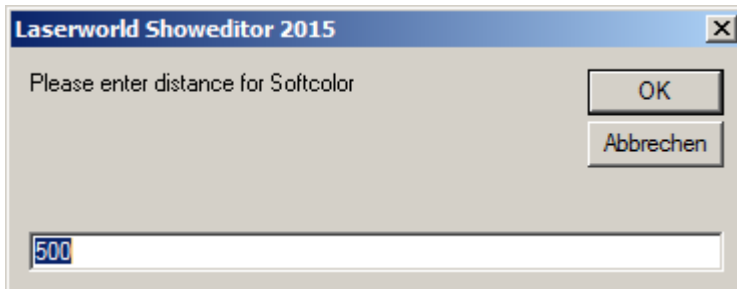 Laserworld Showeditor 2015
Please enter distance for Softcolor
OK
Abbrechen
500